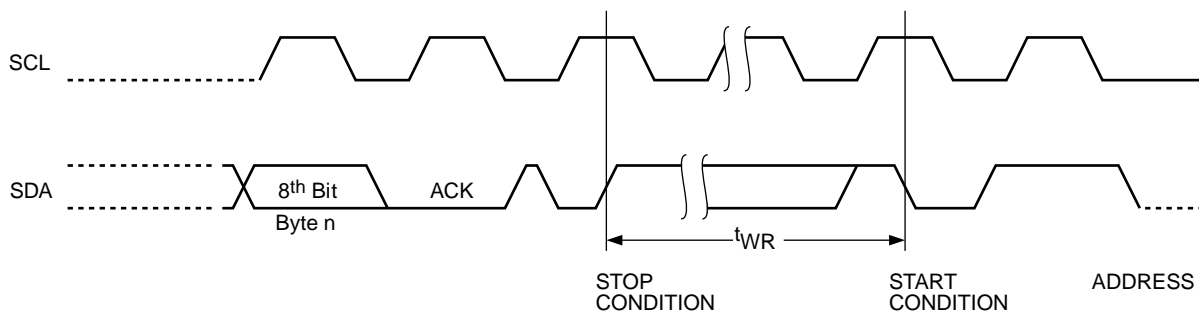 SCL
SDA
8th Bit
ACK
Byte n
tWR
STOP
CONDITION
START
CONDITION
ADDRESS